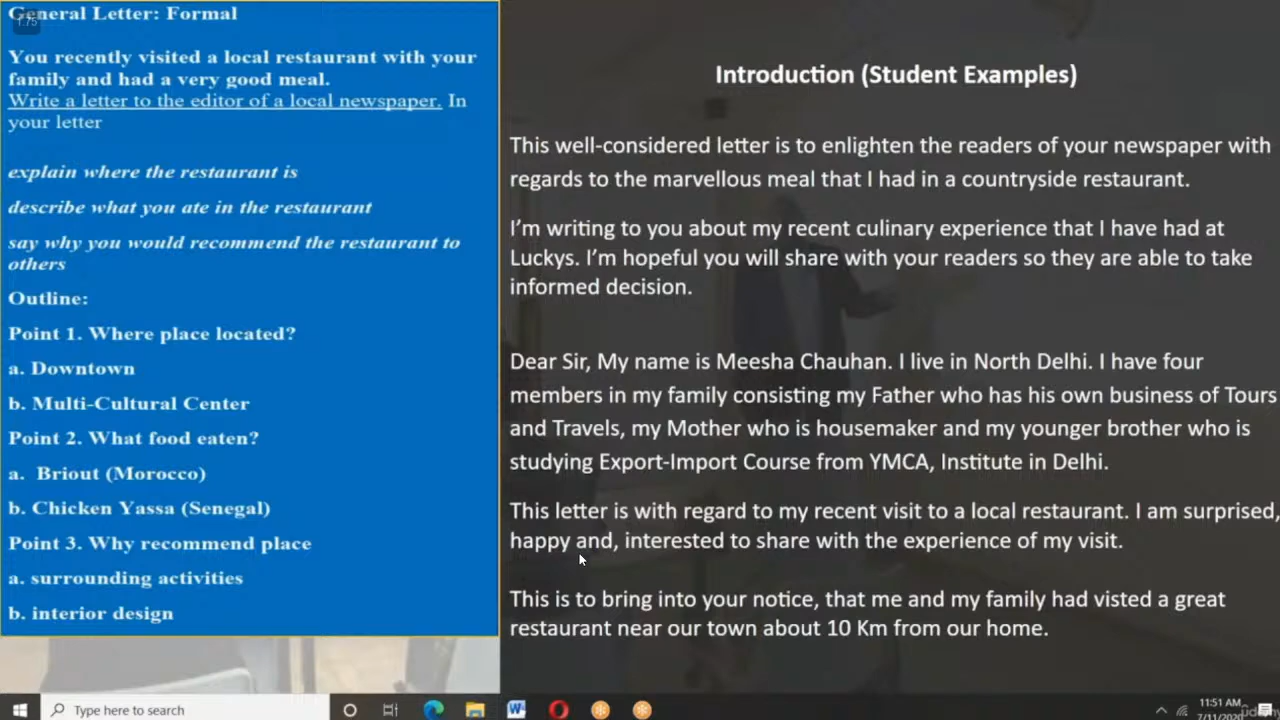 General Letter: Formal
1.75
You recently visited a local restaurant with your
family and had a very good meal.
Write a letter to the editor of a local newspaper. In
your letter
explain where the restaurant is
describe what you ate in the restaurant
say why you would recommend the restaurant to
others
Outline:
Point 1. Where place located?
a. Downtown
b. Multi-Cultural Center
Point 2. What food eaten?
a. Briout (Morocco)
b. Chicken Yassa (Senegal)
Point 3. Why recommend place
a. surrounding activities
b. interior design
Introduction (Student Examples)
This well-considered letter is to enlighten the readers of your newspaper with
regards to the marvellous meal that I had in a countryside restaurant.
I'm writing to you about my recent culinary experience that I have had at
Luckys. I'm hopeful you will share with your readers so they are able to take
informed decision.
Dear Sir, My name is Meesha Chauhan. I live in North Delhi. I have four
members in my family consisting my Father who has his own business of Tours
and Travels, my Mother who is housemaker and my younger brother who is
studying Export-Import Course from YMCA, Institute in Delhi.
This letter is with regard to my recent visit to a local restaurant. I am surprised,
happy and, interested to share with the experience of my visit.
This is to bring into your notice, that me and my family had visted a great
restaurant near our town about 10 Km from our home.
Type here to search
11:51 AM